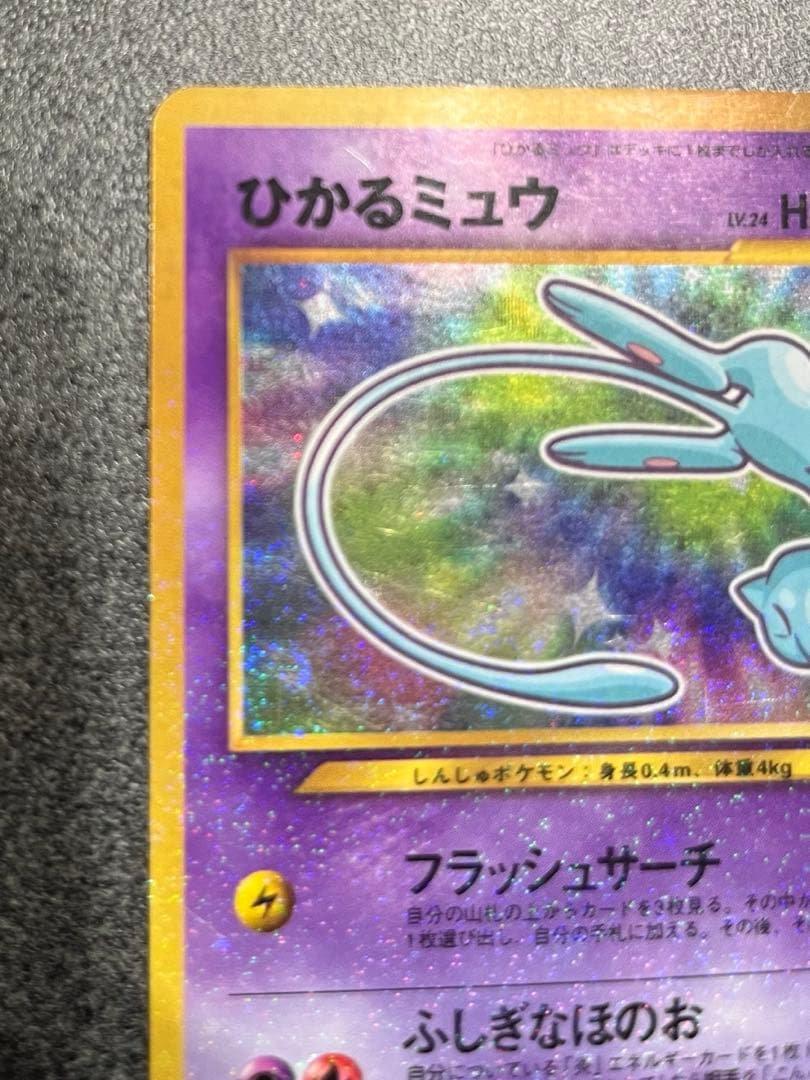 「ひかるミュウ」はデッキに1枚までしか入れる
ひかるミュウ
LV.24 H
しんじゅポケモン：身長0.4m、体重4kg
フラッシュサーチ
自分の山札の上からカードを3枚見る。その中か
1枚選び出し、自分の手札に加える。その後、そ
ふしぎなほのお
自分についている「炎」エネルギーカードを1枚